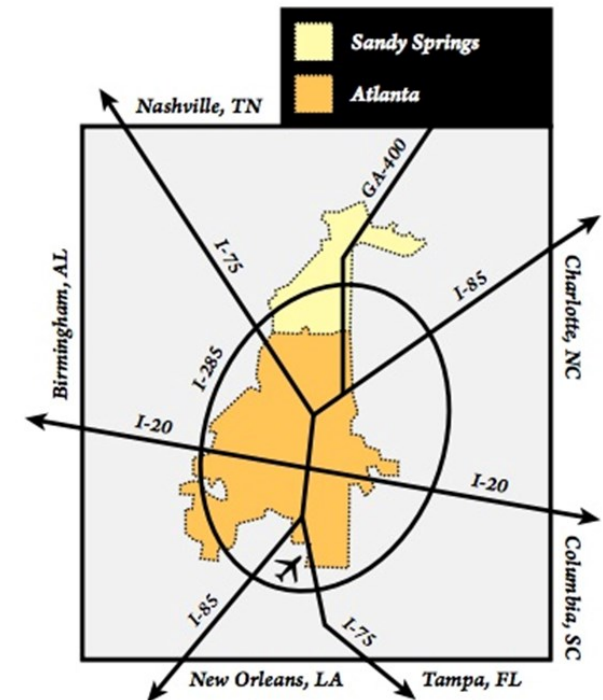 Sandy Springs
Atlanta
Nashville, TN
GA-400
I-75
I-85
Birmingham, AL
Charlotte, NC
I-285
I-20
I-20
Columbia, SC
I-85
I-75
New Orleans, LA
Tampa, FL